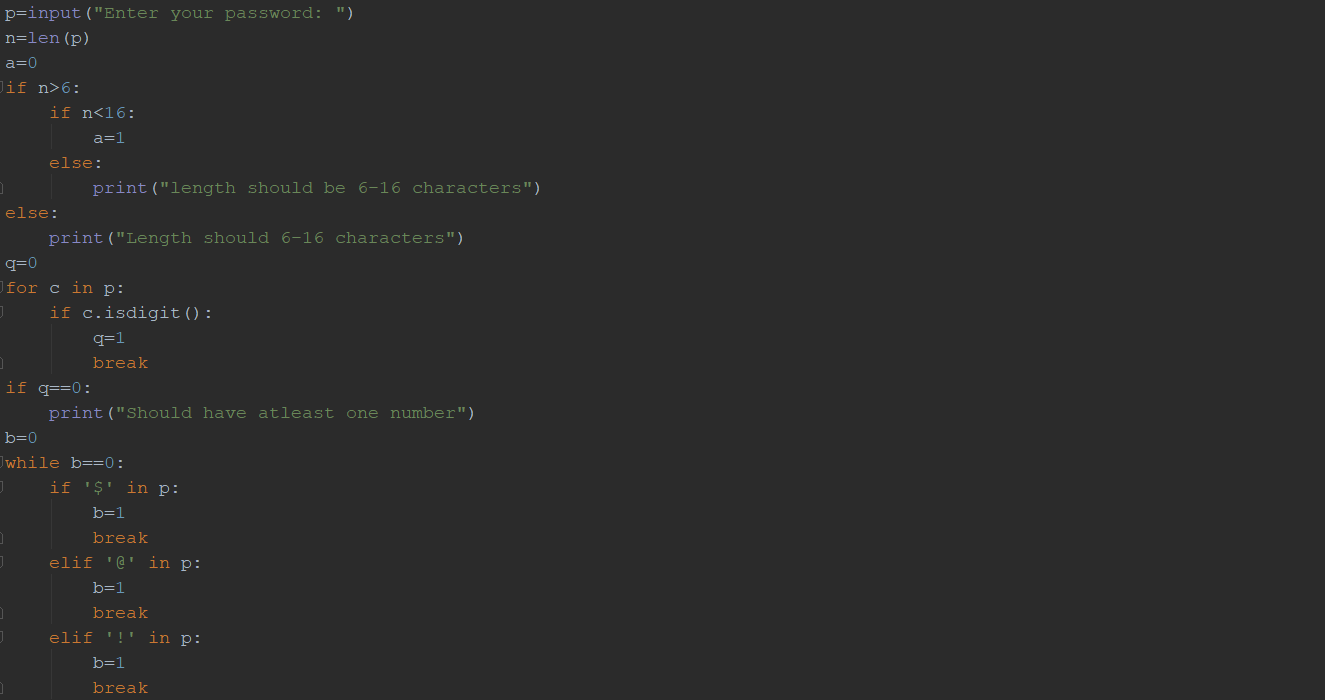 p=input("Enter your password: ")
n=len(p)
a=0
if n>6:
    if n<16:
        a=1
    else:
        print("length should be 6-16 characters")
else:
    print("Length should 6-16 characters")
q=0
for c in p:
    if c.isdigit():
        q=1
        break
if q==0:
    print("Should have atleast one number")
b=0
while b==0:
    if '$' in p:
        b=1
        break
    elif '@' in p:
        b=1
        break
    elif '!' in p:
        b=1
        break